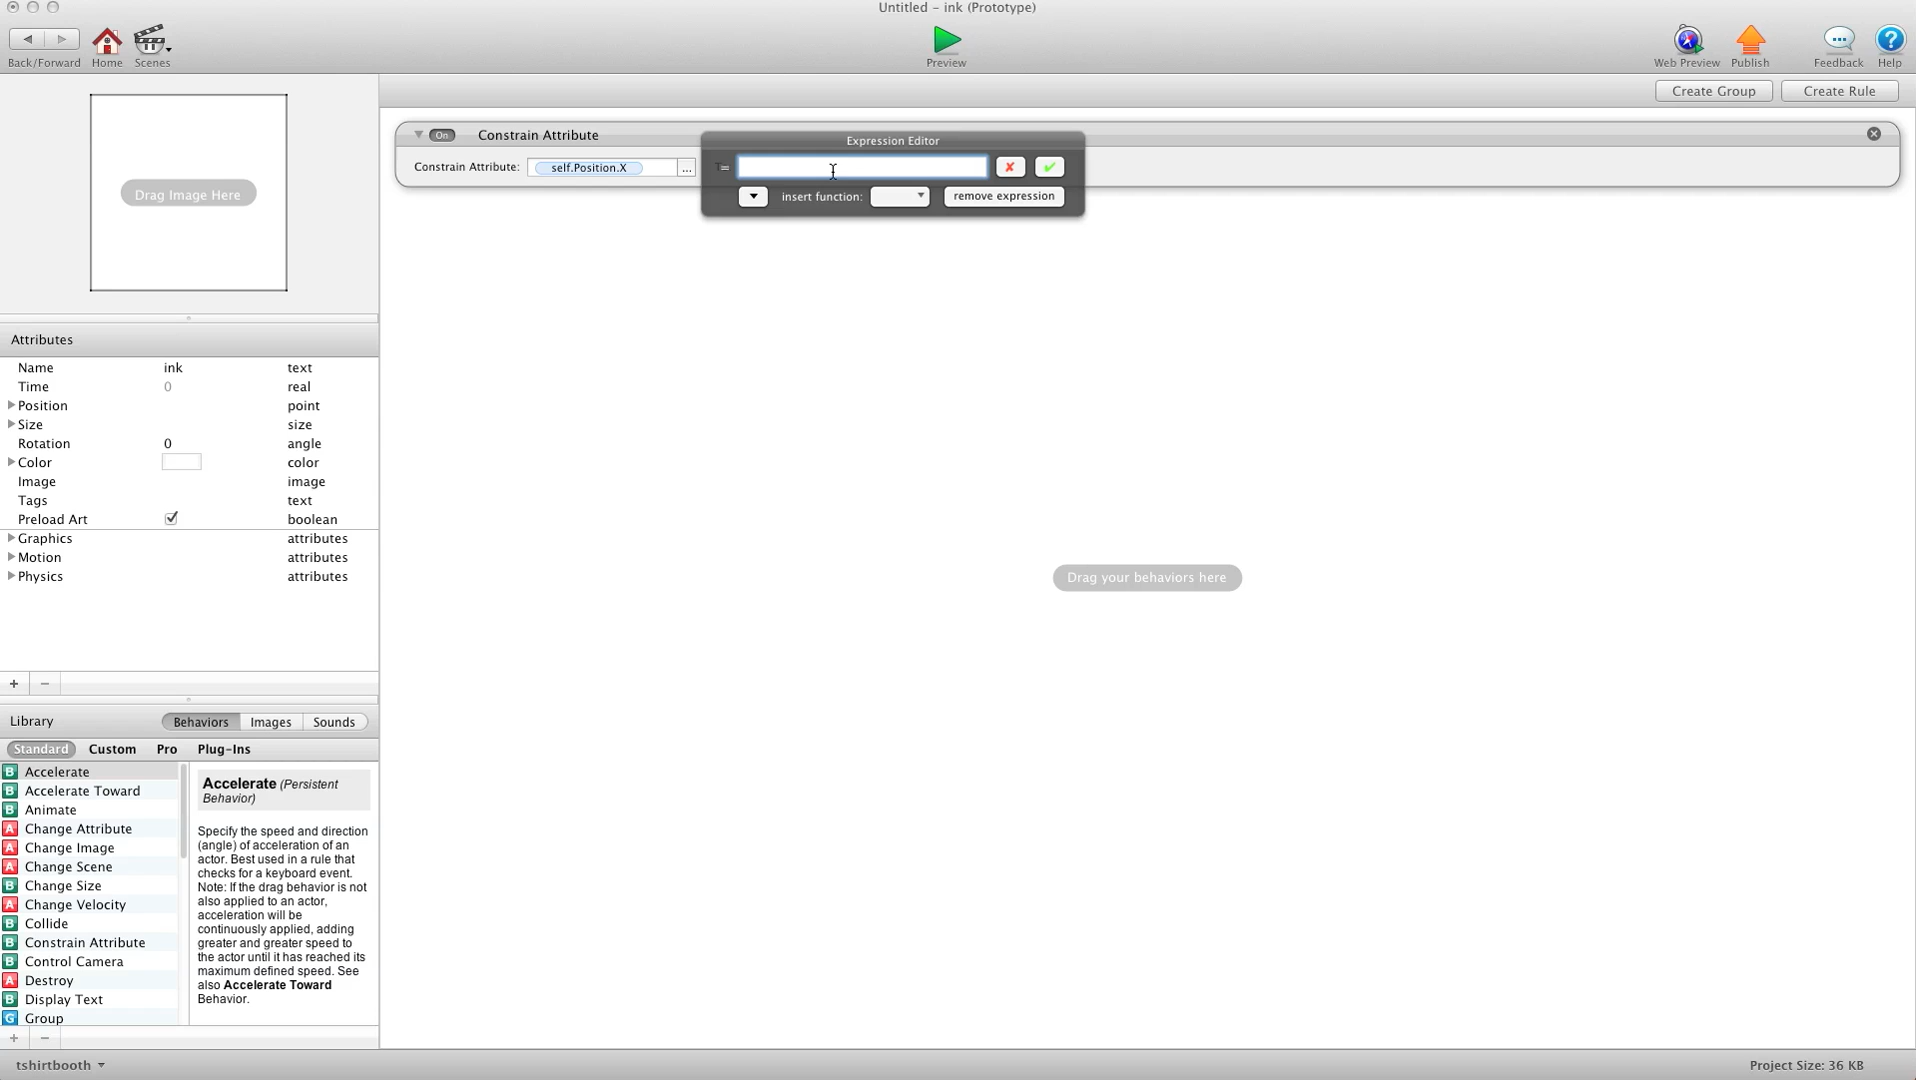 Untitled – ink (Prototype)
Back/Forward Home Scenes Preview Web Preview Publish Feedback Help
Create Group Create Rule
On Constrain Attribute
Expression Editor
Constrain Attribute: self.Position.X ...
insert function: remove expression
Drag Image Here
Attributes
Name ink text
Time 0 real
Position point
Size size
Rotation 0 angle
Color color
Image image
Tags text
Preload Art boolean
Graphics attributes
Motion attributes
Physics attributes
Drag your behaviors here
+ −
Library Behaviors Images Sounds
Standard Custom Pro Plug-Ins
B Accelerate
B Accelerate Toward
B Animate
A Change Attribute
A Change Image
A Change Scene
B Change Size
A Change Velocity
B Collide
B Constrain Attribute
B Control Camera
A Destroy
B Display Text
G Group
Accelerate (Persistent
Behavior)
Specify the speed and direction
(angle) of acceleration of an
actor. Best used in a rule that
checks for a keyboard event.
Note: If the drag behavior is not
also applied to an actor,
acceleration will be
continuously applied, adding
greater and greater speed to
the actor until it has reached its
maximum defined speed. See
also Accelerate Toward
Behavior.
+ −
tshirtbooth
Project Size: 36 KB